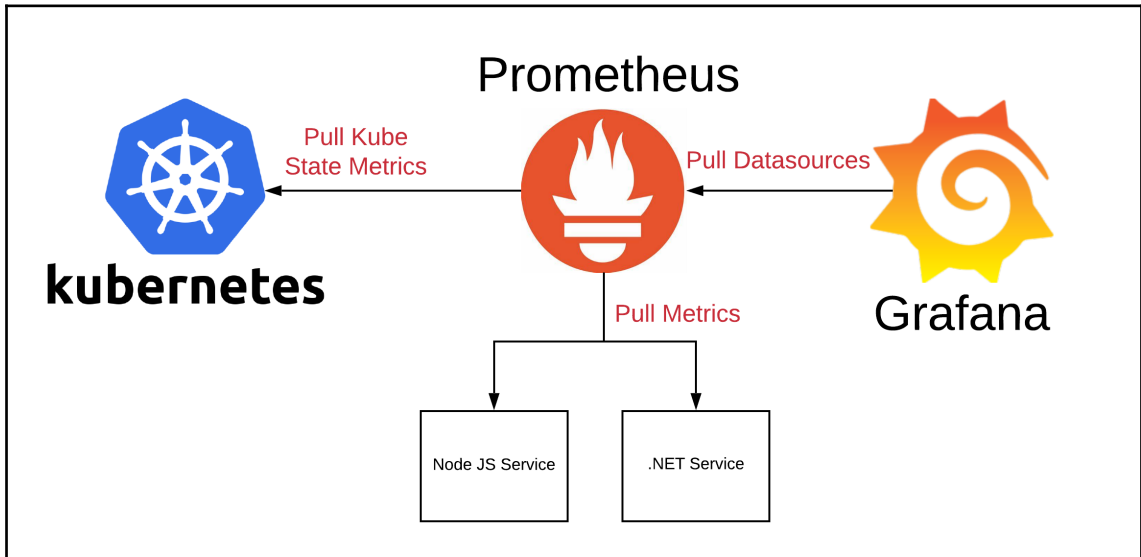 Prometheus
Pull Kube
State Metrics
Pull Datasources
kubernetes
Grafana
Pull Metrics
Node JS Service
.NET Service